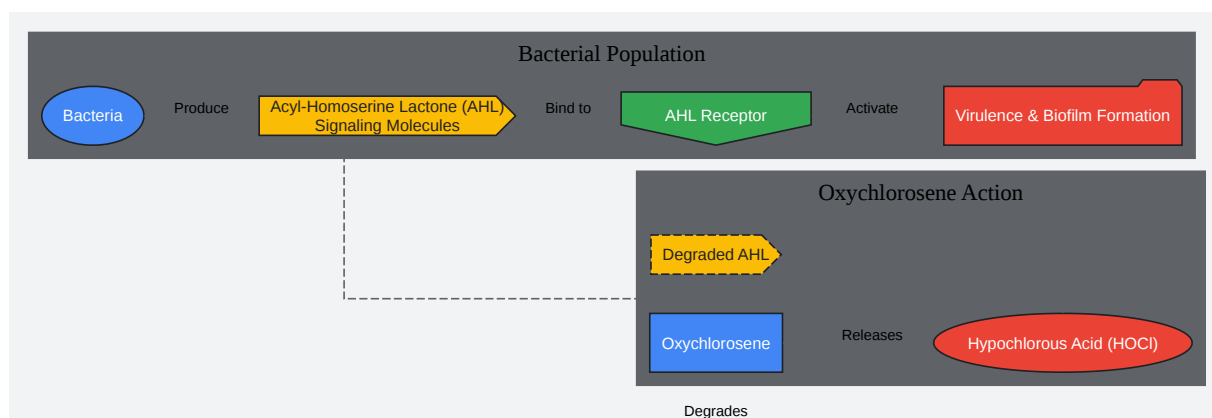 Bacterial Population
Bacteria
Produce
Acyl-Homoserine Lactone (AHL)
Signaling Molecules
Bind to
AHL Receptor
Activate
Virulence & Biofilm Formation
Oxychlorosene Action
Degraded AHL
Oxychlorosene
Releases
Hypochlorous Acid (HOCl)
Degrades